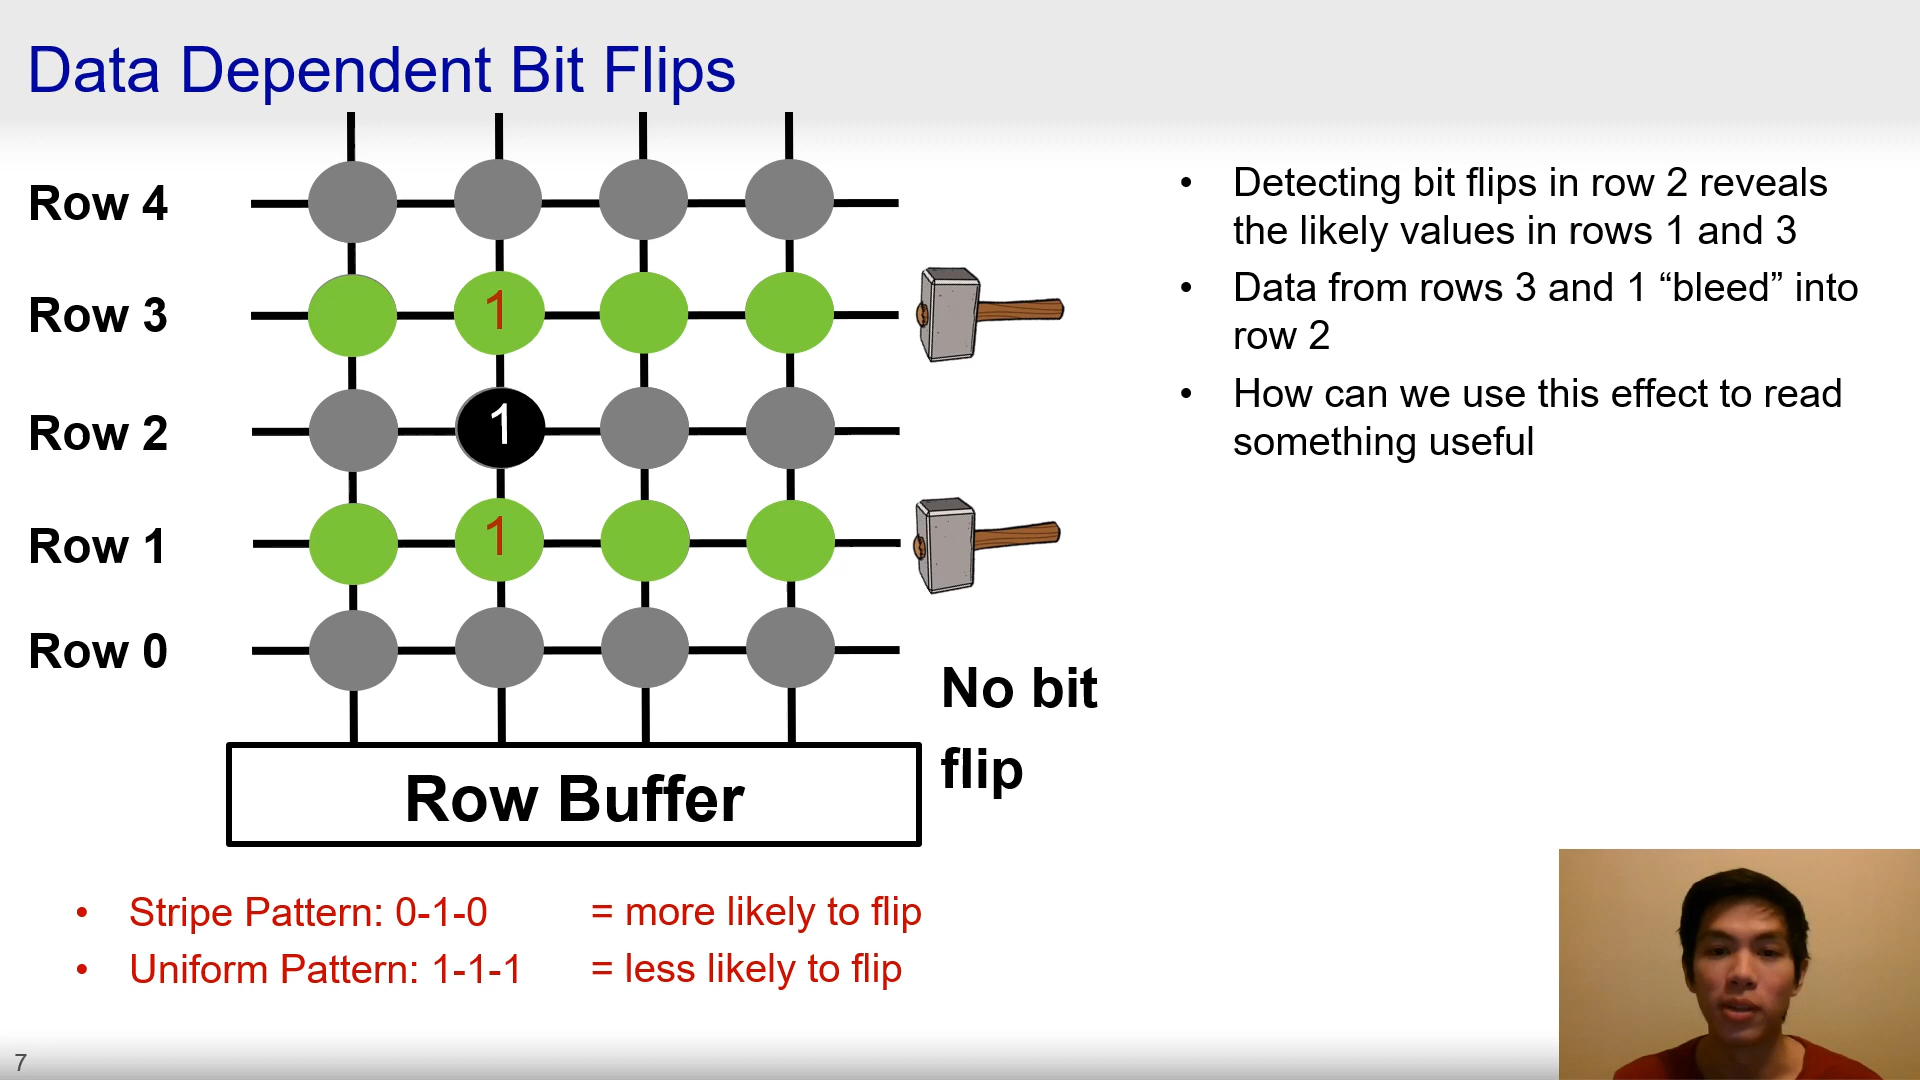 Data Dependent Bit Flips
Row 4
Row 3
1
Row 2
1
Row 1
1
Row 0
No bit
flip
Row Buffer
• Detecting bit flips in row 2 reveals
the likely values in rows 1 and 3
• Data from rows 3 and 1 “bleed” into
row 2
• How can we use this effect to read
something useful
• Stripe Pattern: 0-1-0 = more likely to flip
• Uniform Pattern: 1-1-1 = less likely to flip
7